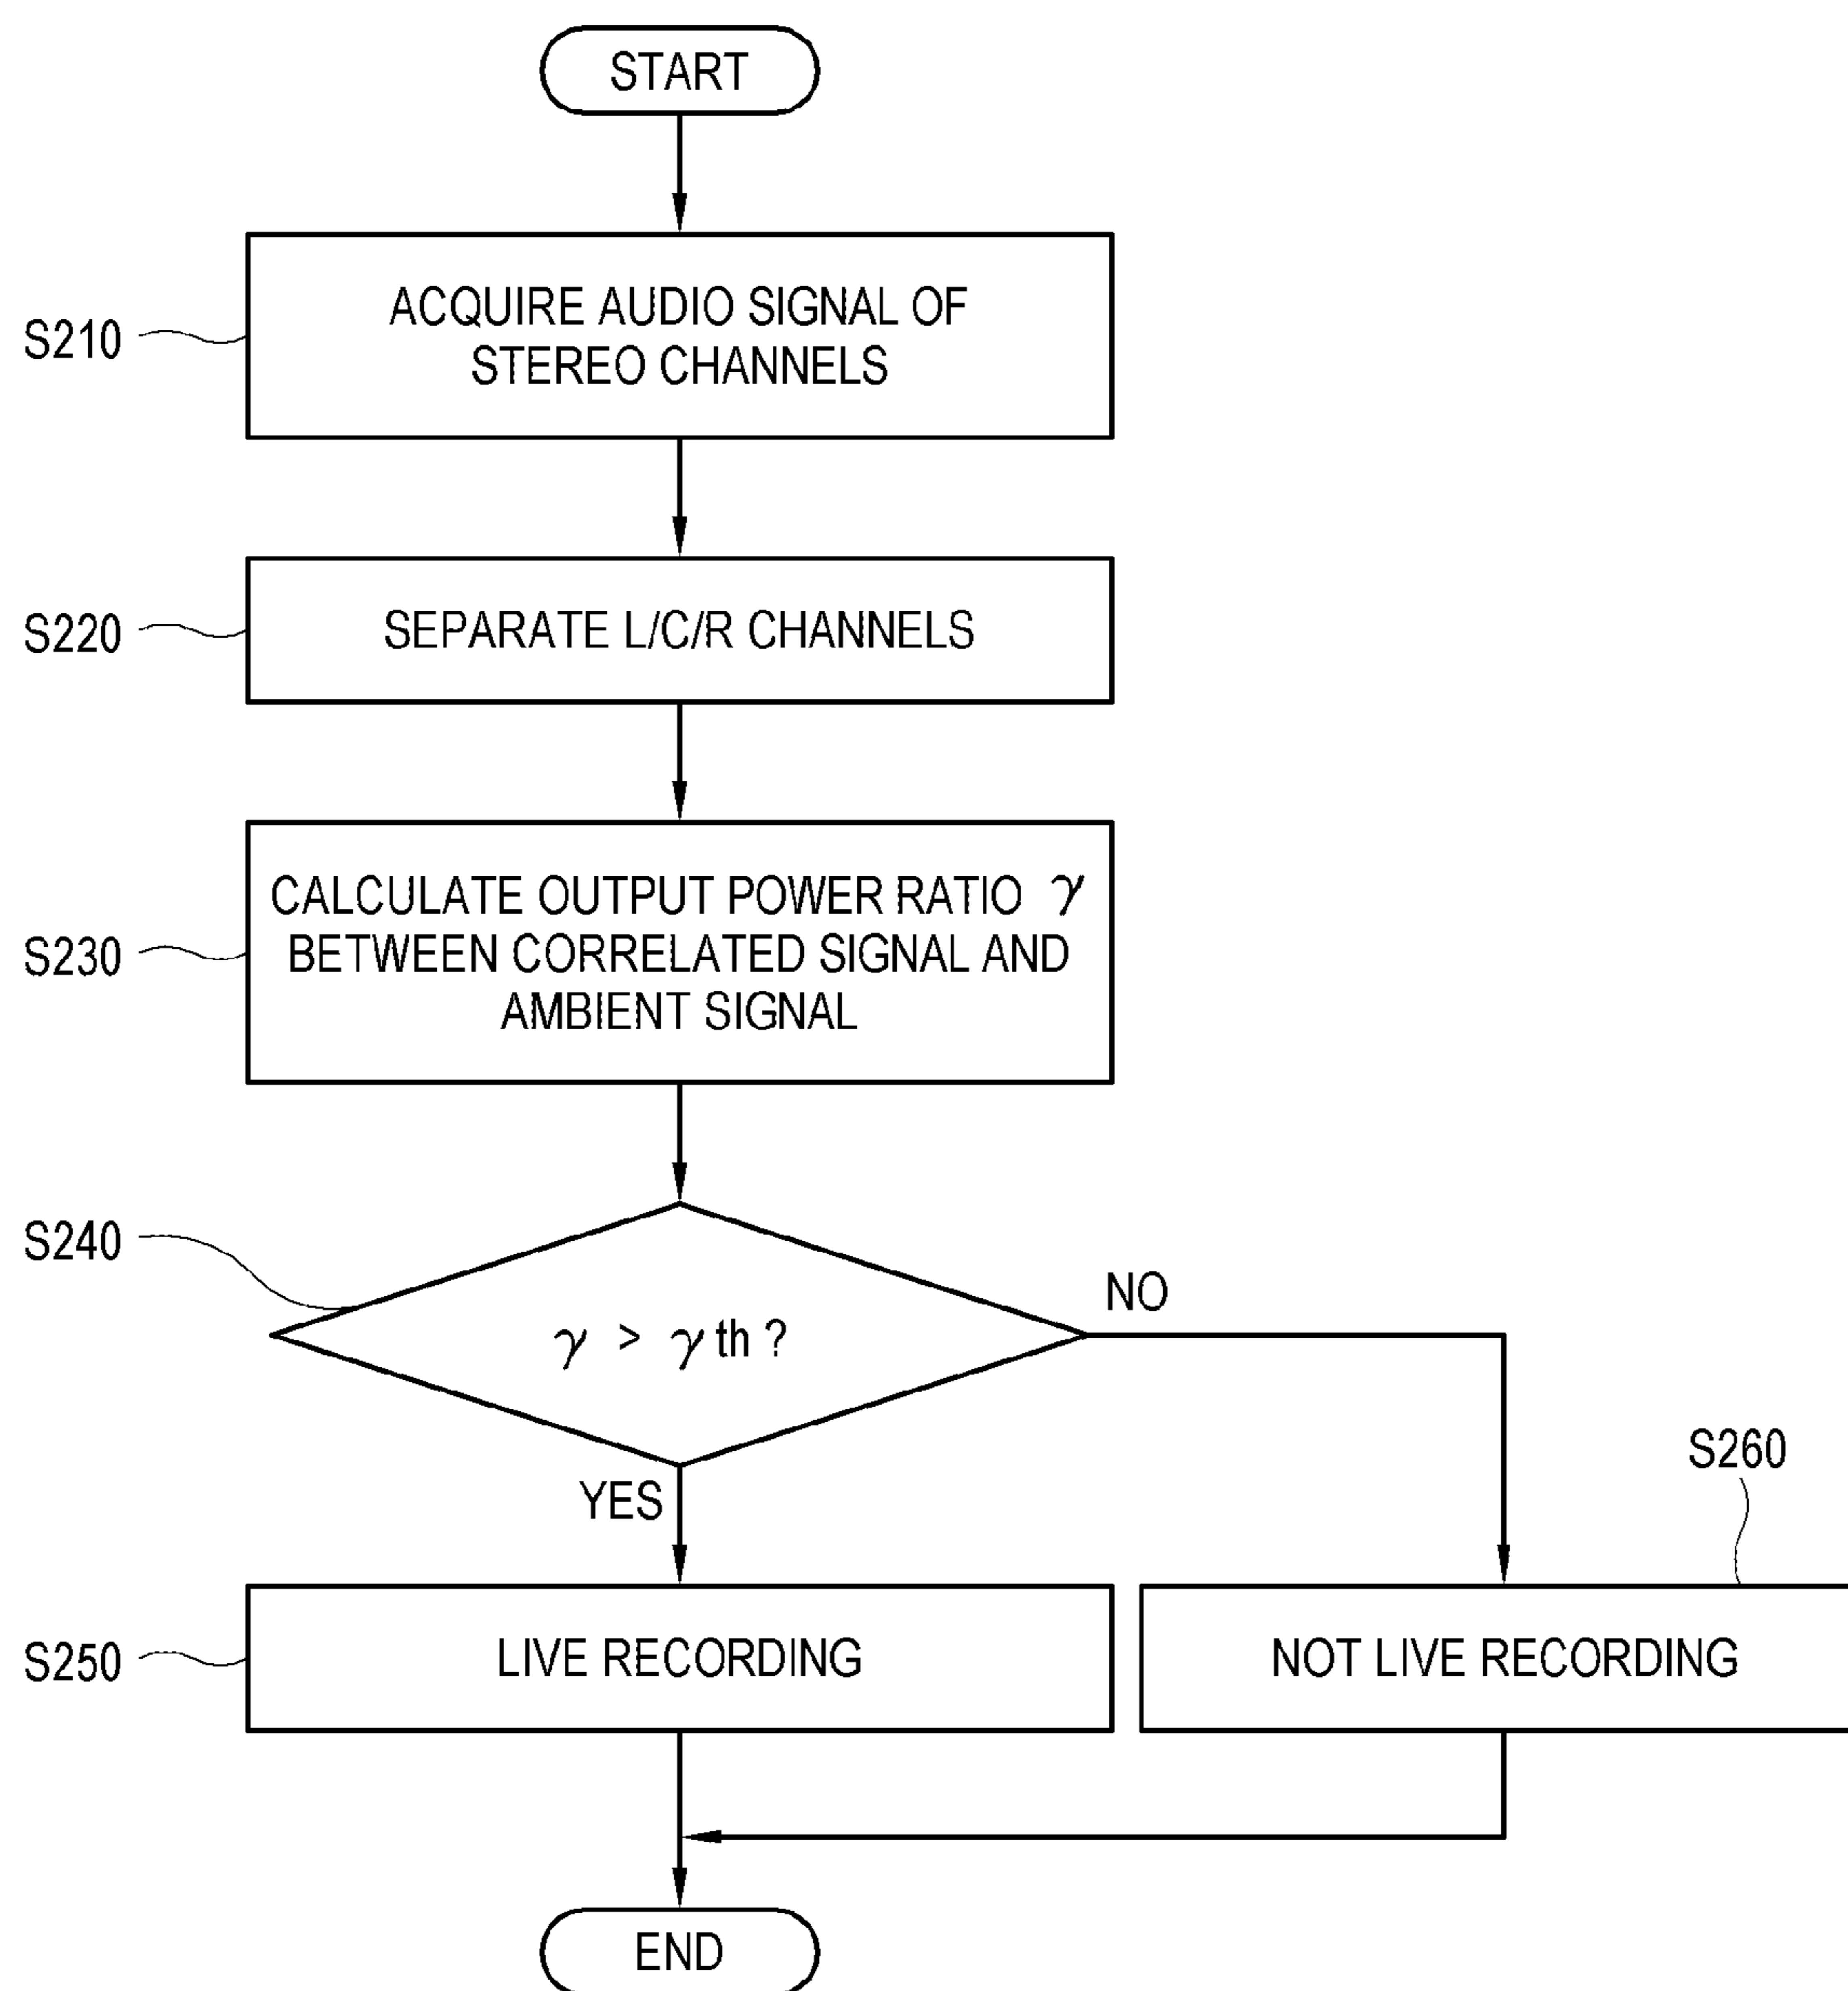 START
S210
ACQUIRE AUDIO SIGNAL OF
STEREO CHANNELS
S220
SEPARATE L/C/R CHANNELS
S230
CALCULATE OUTPUT POWER RATIO γ
BETWEEN CORRELATED SIGNAL AND
AMBIENT SIGNAL
S240
γ > γ th ?
NO
YES
S260
S250
LIVE RECORDING
NOT LIVE RECORDING
END